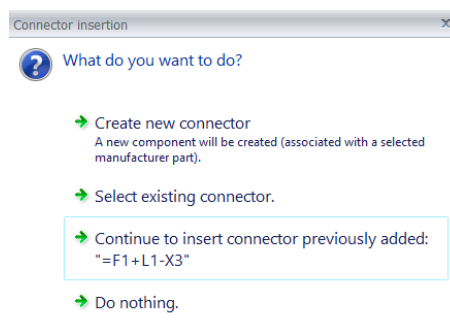 Connector insertion
What do you want to do?
Create new connector
A new component will be created (associated with a selected
manufacturer part).
Select existing connector.
Continue to insert connector previously added:
"=F1+L1-X3"
Do nothing.